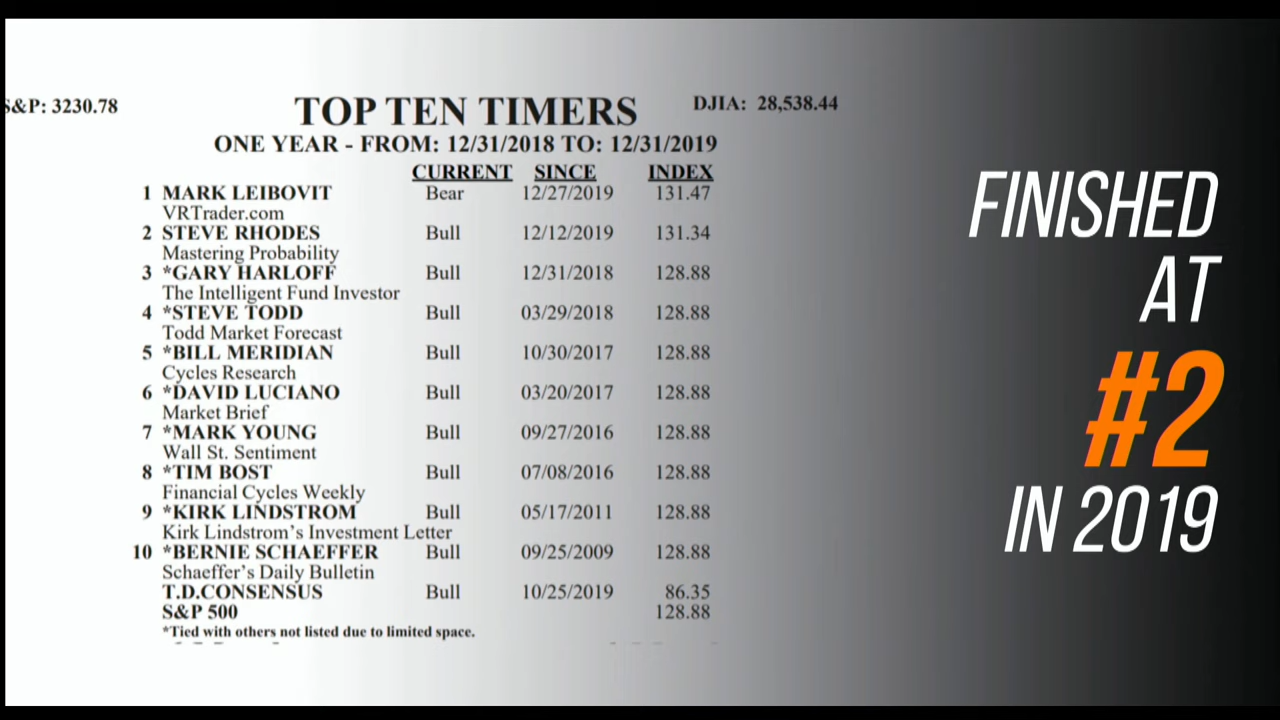 S&P: 3230.78
TOP TEN TIMERS
DJIA: 28,538.44
ONE YEAR - FROM: 12/31/2018 TO: 12/31/2019
CURRENT SINCE INDEX
1 MARK LEIBOVIT Bear 12/27/2019 131.47
VRTrader.com
2 STEVE RHODES Bull 12/12/2019 131.34
Mastering Probability
3 *GARY HARLOFF Bull 12/31/2018 128.88
The Intelligent Fund Investor
4 *STEVE TODD Bull 03/29/2018 128.88
Todd Market Forecast
5 *BILL MERIDIAN Bull 10/30/2017 128.88
Cycles Research
6 *DAVID LUCIANO Bull 03/20/2017 128.88
Market Brief
7 *MARK YOUNG Bull 09/27/2016 128.88
Wall St. Sentiment
8 *TIM BOST Bull 07/08/2016 128.88
Financial Cycles Weekly
9 *KIRK LINDSTROM Bull 05/17/2011 128.88
Kirk Lindstrom's Investment Letter
10 *BERNIE SCHAEFFER Bull 09/25/2009 128.88
Schaeffer's Daily Bulletin
T.D.CONSENSUS Bull 10/25/2019 86.35
S&P 500 128.88
*Tied with others not listed due to limited space.
FINISHED
AT
#2
IN 2019